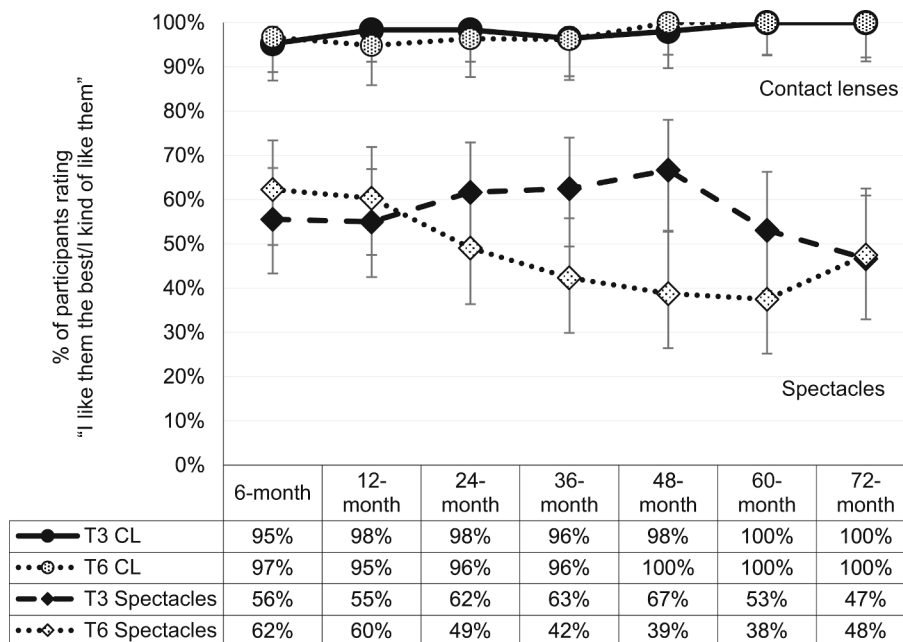 100%
90%
80%
70%
60%
50%
40%
30%
20%
10%
0%
% of participants rating
“I like them the best/I kind of like them”
Contact lenses
Spectacles
6-month 12-month 24-month 36-month 48-month 60-month 72-month
T3 CL 95% 98% 98% 96% 98% 100% 100%
T6 CL 97% 95% 96% 96% 100% 100% 100%
T3 Spectacles 56% 55% 62% 63% 67% 53% 47%
T6 Spectacles 62% 60% 49% 42% 39% 38% 48%